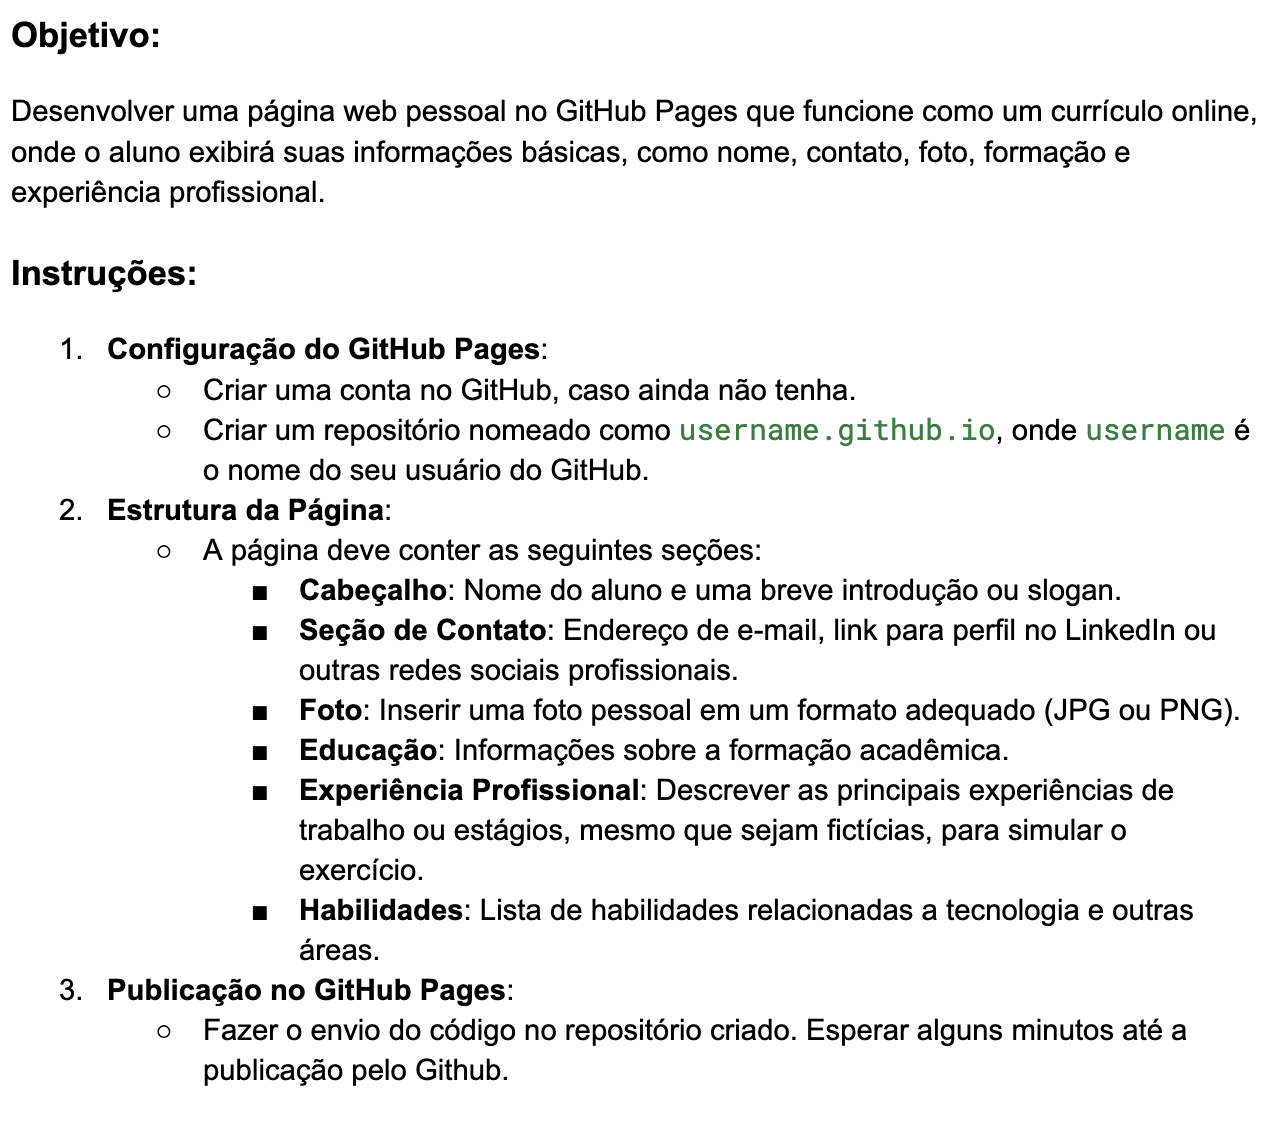 Objetivo:
Desenvolver uma página web pessoal no GitHub Pages que funcione como um currículo online,
onde o aluno exibirá suas informações básicas, como nome, contato, foto, formação e
experiência profissional.
Instruções:
1. Configuração do GitHub Pages:
○ Criar uma conta no GitHub, caso ainda não tenha.
○ Criar um repositório nomeado como username.github.io, onde username é
o nome do seu usuário do GitHub.
2. Estrutura da Página:
○ A página deve conter as seguintes seções:
■ Cabeçalho: Nome do aluno e uma breve introdução ou slogan.
■ Seção de Contato: Endereço de e-mail, link para perfil no LinkedIn ou
outras redes sociais profissionais.
■ Foto: Inserir uma foto pessoal em um formato adequado (JPG ou PNG).
■ Educação: Informações sobre a formação acadêmica.
■ Experiência Profissional: Descrever as principais experiências de
trabalho ou estágios, mesmo que sejam fictícias, para simular o
exercício.
■ Habilidades: Lista de habilidades relacionadas a tecnologia e outras
áreas.
3. Publicação no GitHub Pages:
○ Fazer o envio do código no repositório criado. Esperar alguns minutos até a
publicação pelo Github.